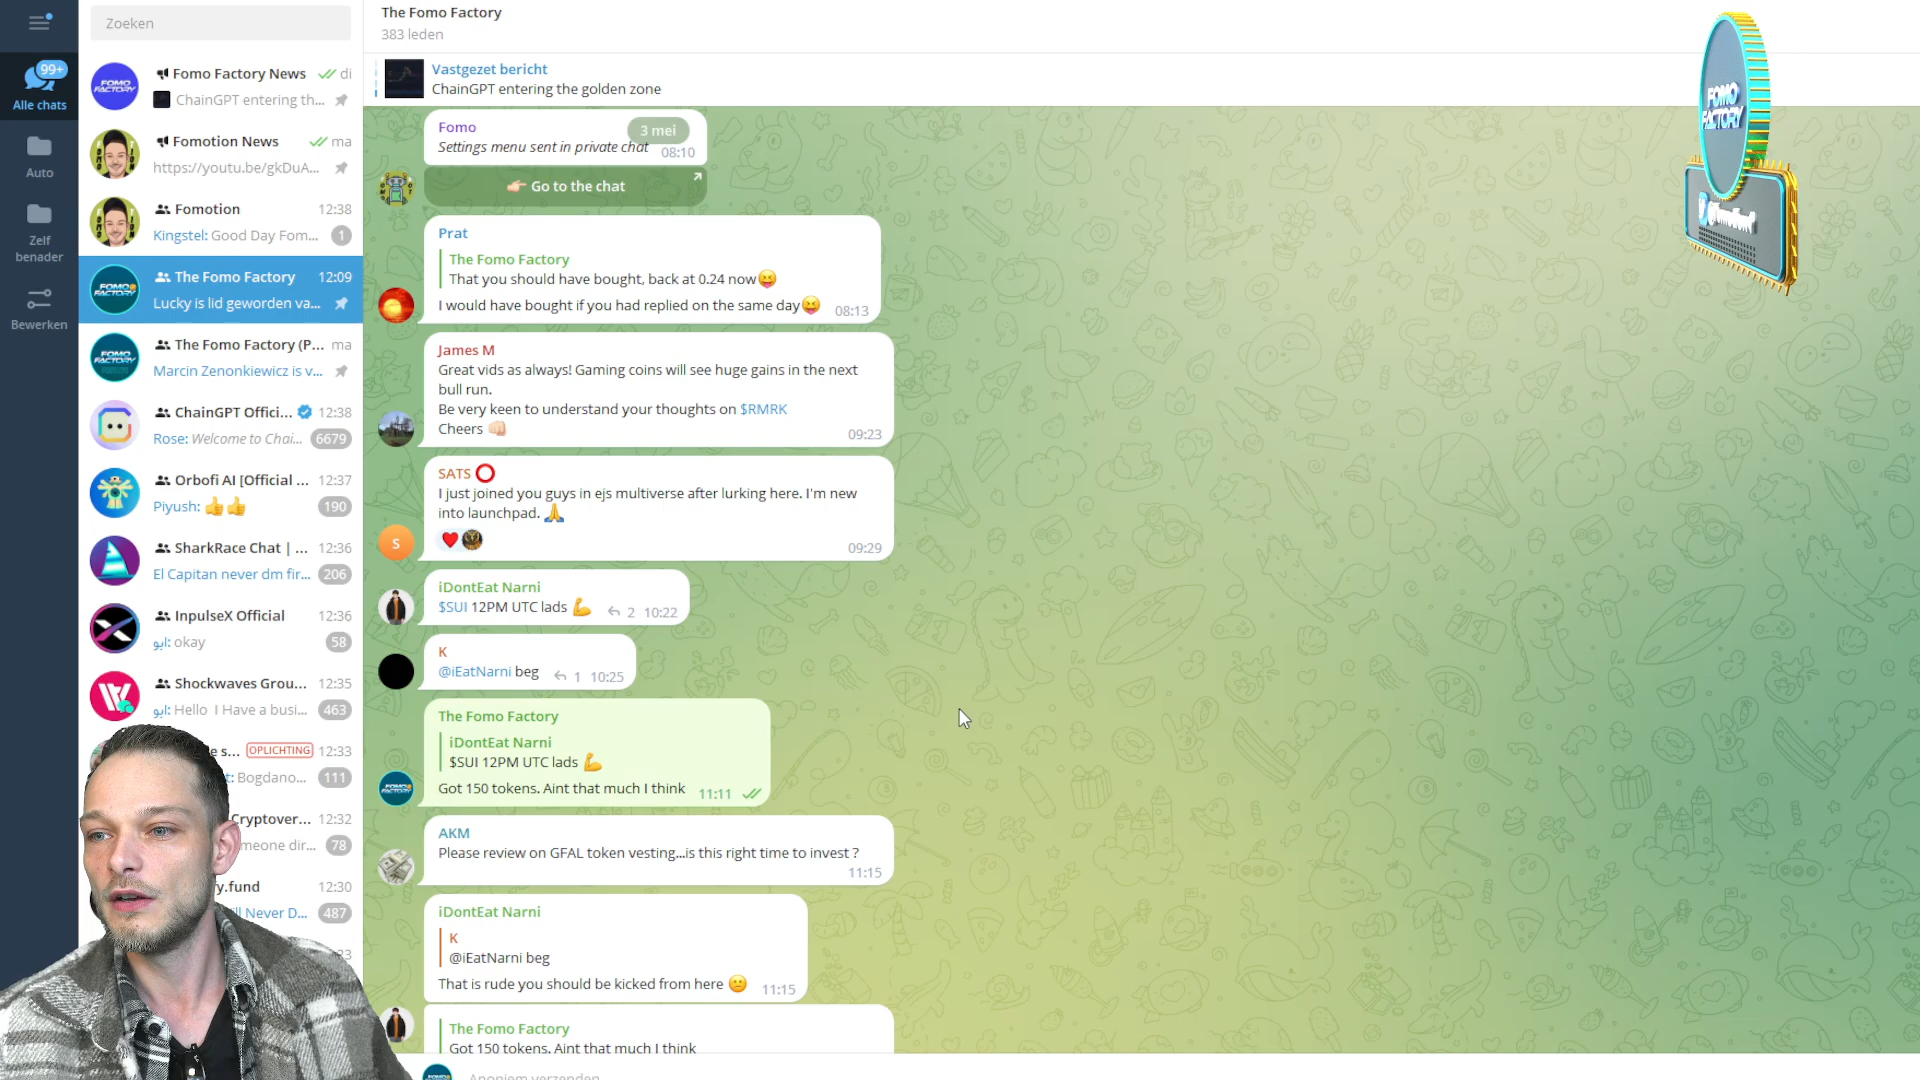 Zoeken
99+
Alle chats
Auto
Zelf
benader
Bewerken
Fomo Factory News
di
ChainGPT entering th...
Fomotion News
ma
https://youtu.be/gkDuA...
Fomotion
12:38
Kingstel: Good Day Fom...
1
The Fomo Factory
12:09
Lucky is lid geworden va...
The Fomo Factory (P...
ma
Marcin Zenonkiewicz is v...
ChainGPT Offici...
12:38
Rose: Welcome to Chai...
6679
Orbofi AI [Official ...
12:37
Piyush: 👍👍
190
SharkRace Chat | ...
12:36
El Capitan never dm fir...
206
InpulseX Official
12:36
ابو: okay
58
Shockwaves Grou...
12:35
ابو: Hello I Have a busi...
463
e s...
OPLICHTING
12:33
t: Bogdano...
111
Cryptover...
12:32
meone dir...
78
y.fund
12:30
ll Never D...
487
The Fomo Factory
383 leden
Vastgezet bericht
ChainGPT entering the golden zone
3 mei
Fomo
Settings menu sent in private chat
08:10
👉🏻 Go to the chat
Prat
The Fomo Factory
That you should have bought, back at 0.24 now😝
I would have bought if you had replied on the same day😝
08:13
James M
Great vids as always! Gaming coins will see huge gains in the next
bull run.
Be very keen to understand your thoughts on $RMRK
Cheers 👊🏻
09:23
SATS ⭕
I just joined you guys in ejs multiverse after lurking here. I'm new
into launchpad. 🙏
09:29
S
iDontEat Narni
$SUI 12PM UTC lads 💪
2 10:22
K
@iEatNarni beg
1 10:25
The Fomo Factory
iDontEat Narni
$SUI 12PM UTC lads 💪
Got 150 tokens. Aint that much I think
11:11
AKM
Please review on GFAL token vesting...is this right time to invest ?
11:15
iDontEat Narni
K
@iEatNarni beg
That is rude you should be kicked from here 😕
11:15
The Fomo Factory
Got 150 tokens. Aint that much I think
Anoniem verzenden
FOMO
FACTORY